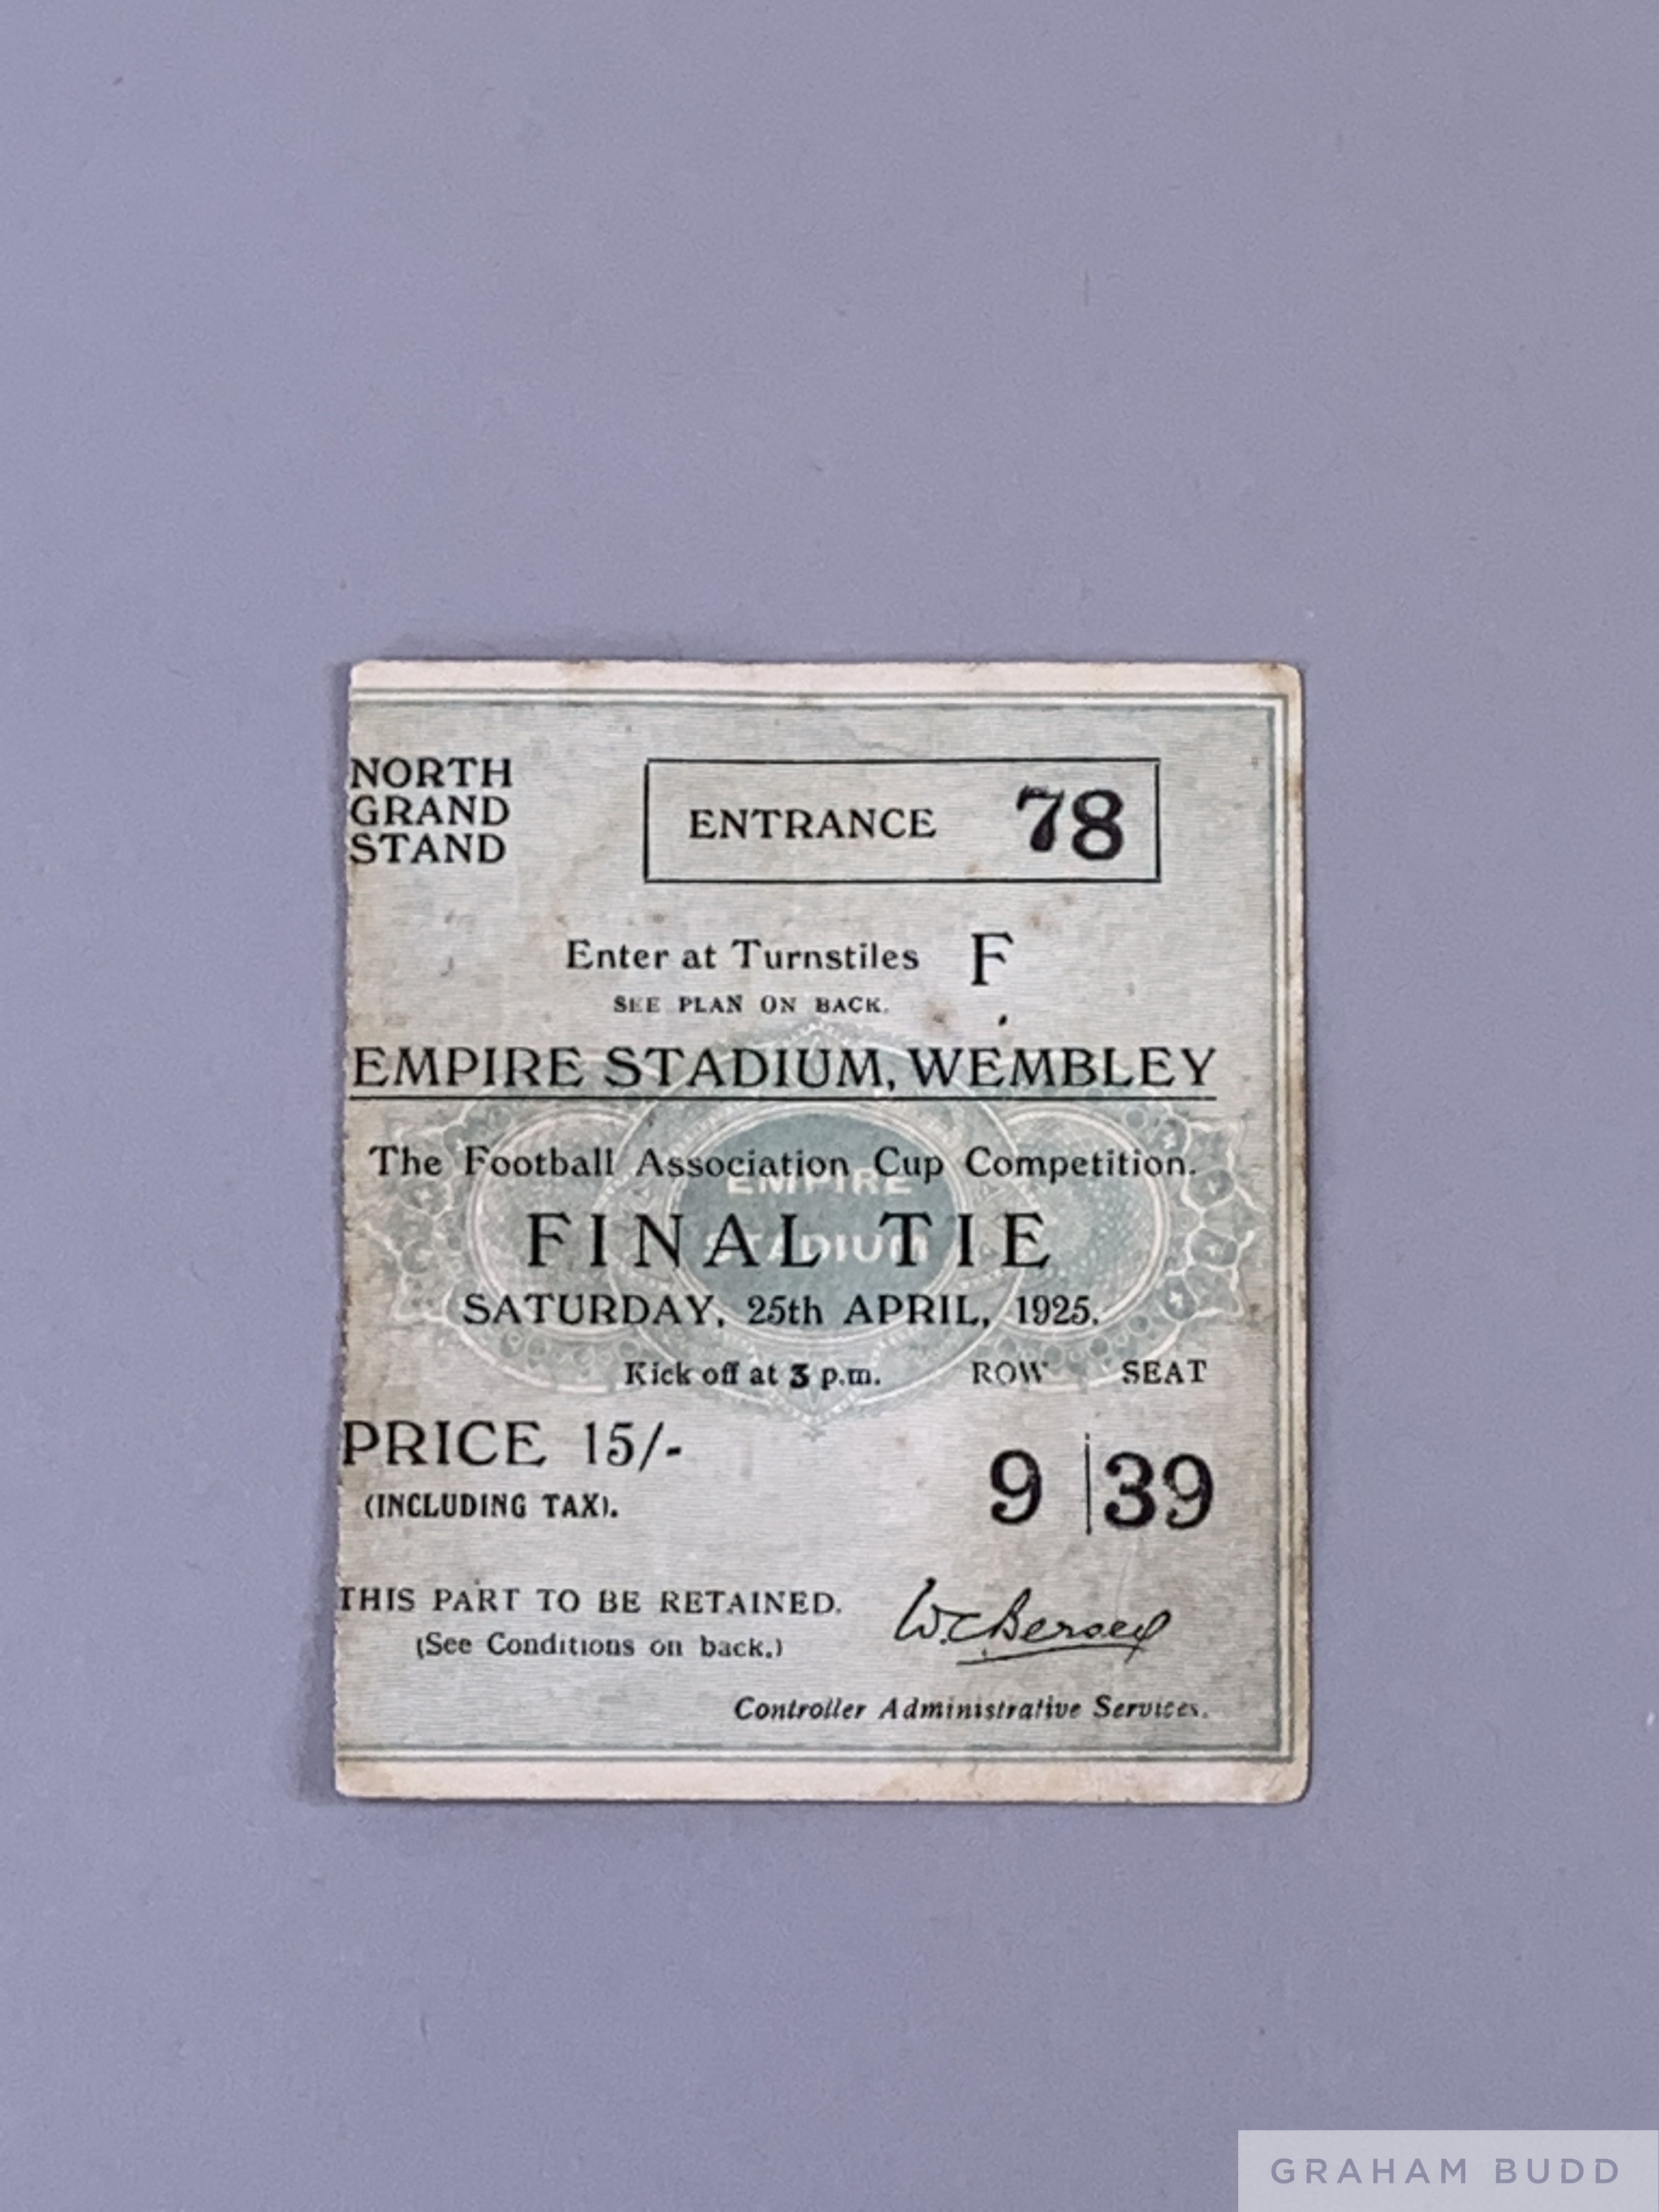 NORTH
GRAND
STAND
ENTRANCE 78
Enter at Turnstiles F
SEE PLAN ON BACK.
EMPIRE STADIUM, WEMBLEY
The Football Association Cup Competition.
EMPIRE
STADIUM
FINAL TIE
SATURDAY, 25th APRIL, 1925.
Kick off at 3 p.m. ROW SEAT
PRICE 15/- 9 39
(INCLUDING TAX).
THIS PART TO BE RETAINED.
(See Conditions on back.)
W.C Bersey
Controller Administrative Services.
GRAHAM BUDD